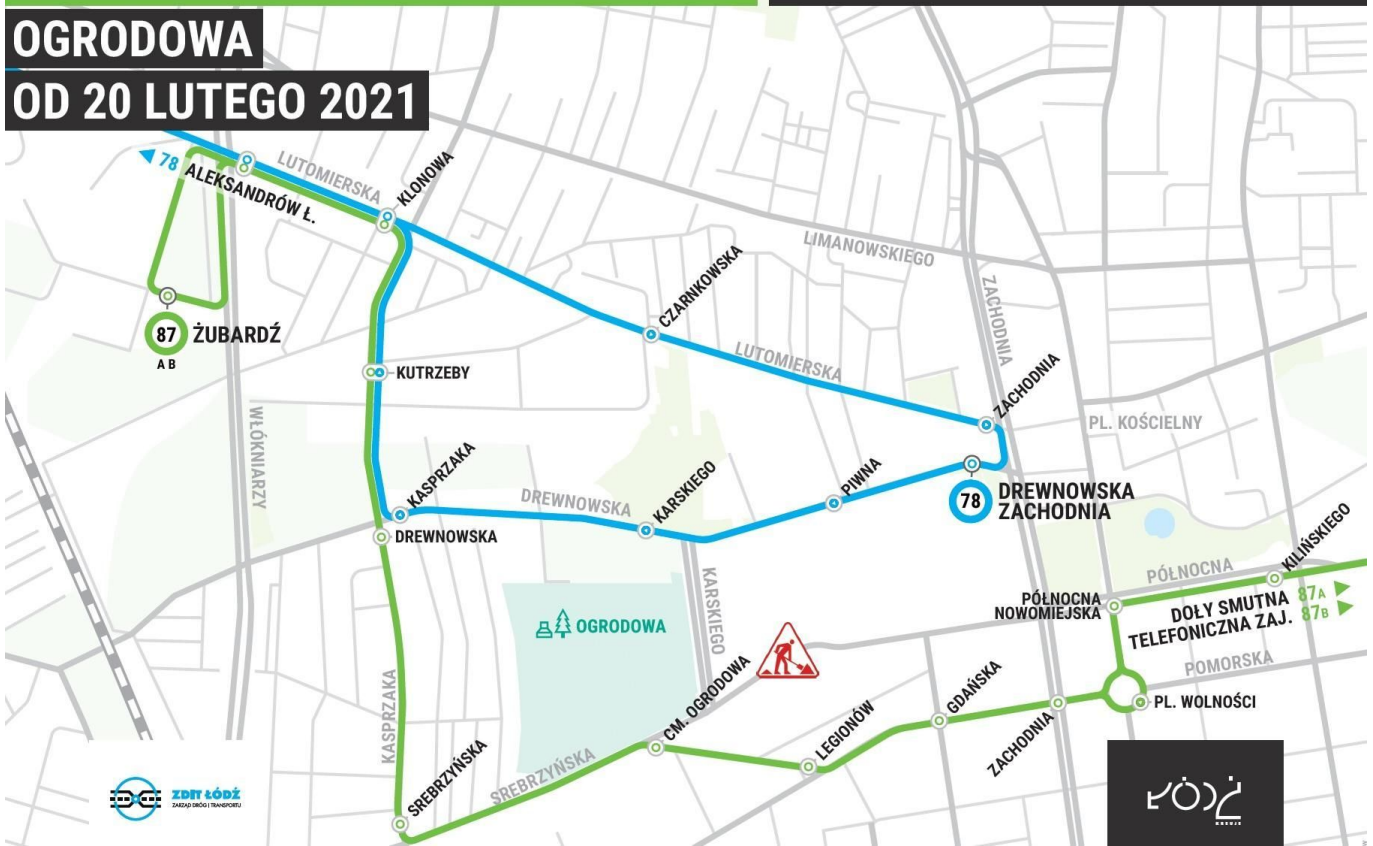 OGRODOWA
OD 20 LUTEGO 2021
78
ALEKSANDRÓW Ł.
LUTOMIERSKA
KLONOWA
LIMANOWSKIEGO
CZARNKOWSKA
ZACHODNIA
87
ŻUBARDŹ
A B
KUTRZEBY
LUTOMIERSKA
ZACHODNIA
PL. KOŚCIELNY
WŁÓKNIARZY
KASPRZAKA
DREWNOWSKA
KARSKIEGO
PIWNA
78
DREWNOWSKA
ZACHODNIA
DREWNOWSKA
KILIŃSKIEGO
PÓŁNOCNA
KARSKIEGO
PÓŁNOCNA
NOWOMIEJSKA
DOŁY SMUTNA 87A
TELEFONICZNA ZAJ. 87B
OGRODOWA
POMORSKA
KASPRZAKA
CM. OGRODOWA
LEGIONÓW
GDAŃSKA
ZACHODNIA
PL. WOLNOŚCI
SREBRZYŃSKA
SREBRZYŃSKA
ZDIT ŁÓDŹ
ZARZĄD DRÓG I TRANSPORTU
ŁÓDŹ
KREUJE